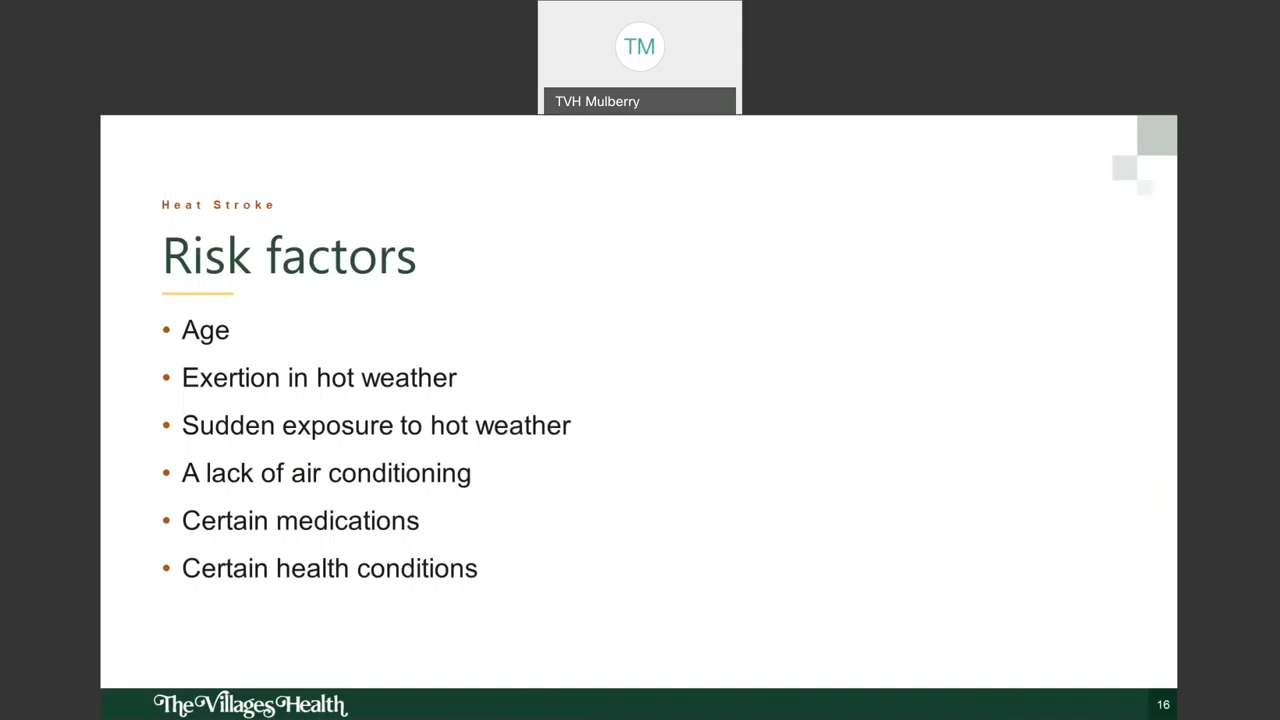 TM
TVH Mulberry
Heat Stroke
Risk factors
• Age
• Exertion in hot weather
• Sudden exposure to hot weather
• A lack of air conditioning
• Certain medications
• Certain health conditions
The Villages Health
16